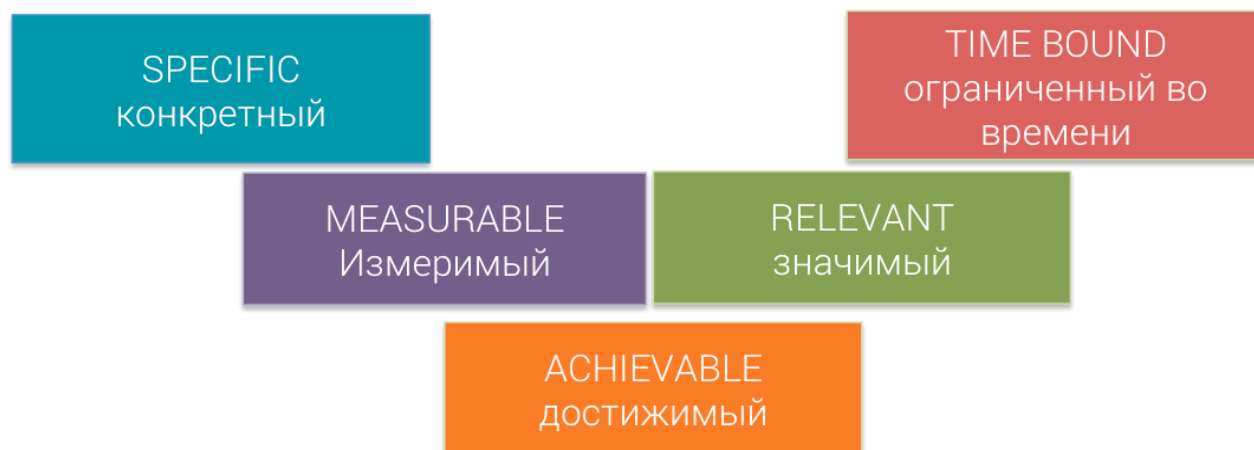 SPECIFIC
конкретный
TIME BOUND
ограниченный во
времени
MEASURABLE
Измеримый
RELEVANT
значимый
ACHIEVABLE
достижимый